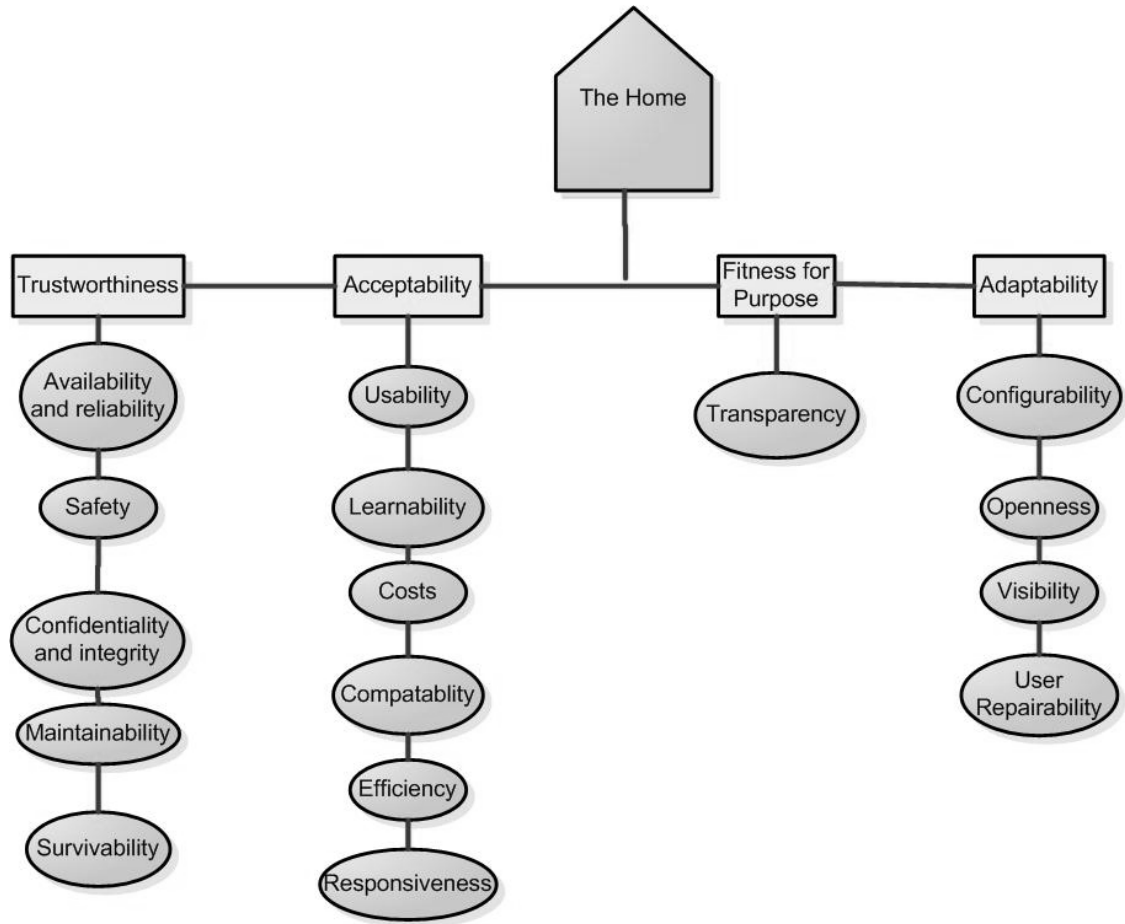 The Home
Trustworthiness
Acceptability
Fitness for
Purpose
Adaptability
Availability
and reliability
Safety
Confidentiality
and integrity
Maintainability
Survivability
Usability
Learnability
Costs
Compatablity
Efficiency
Responsiveness
Transparency
Configurability
Openness
Visibility
User
Repairability